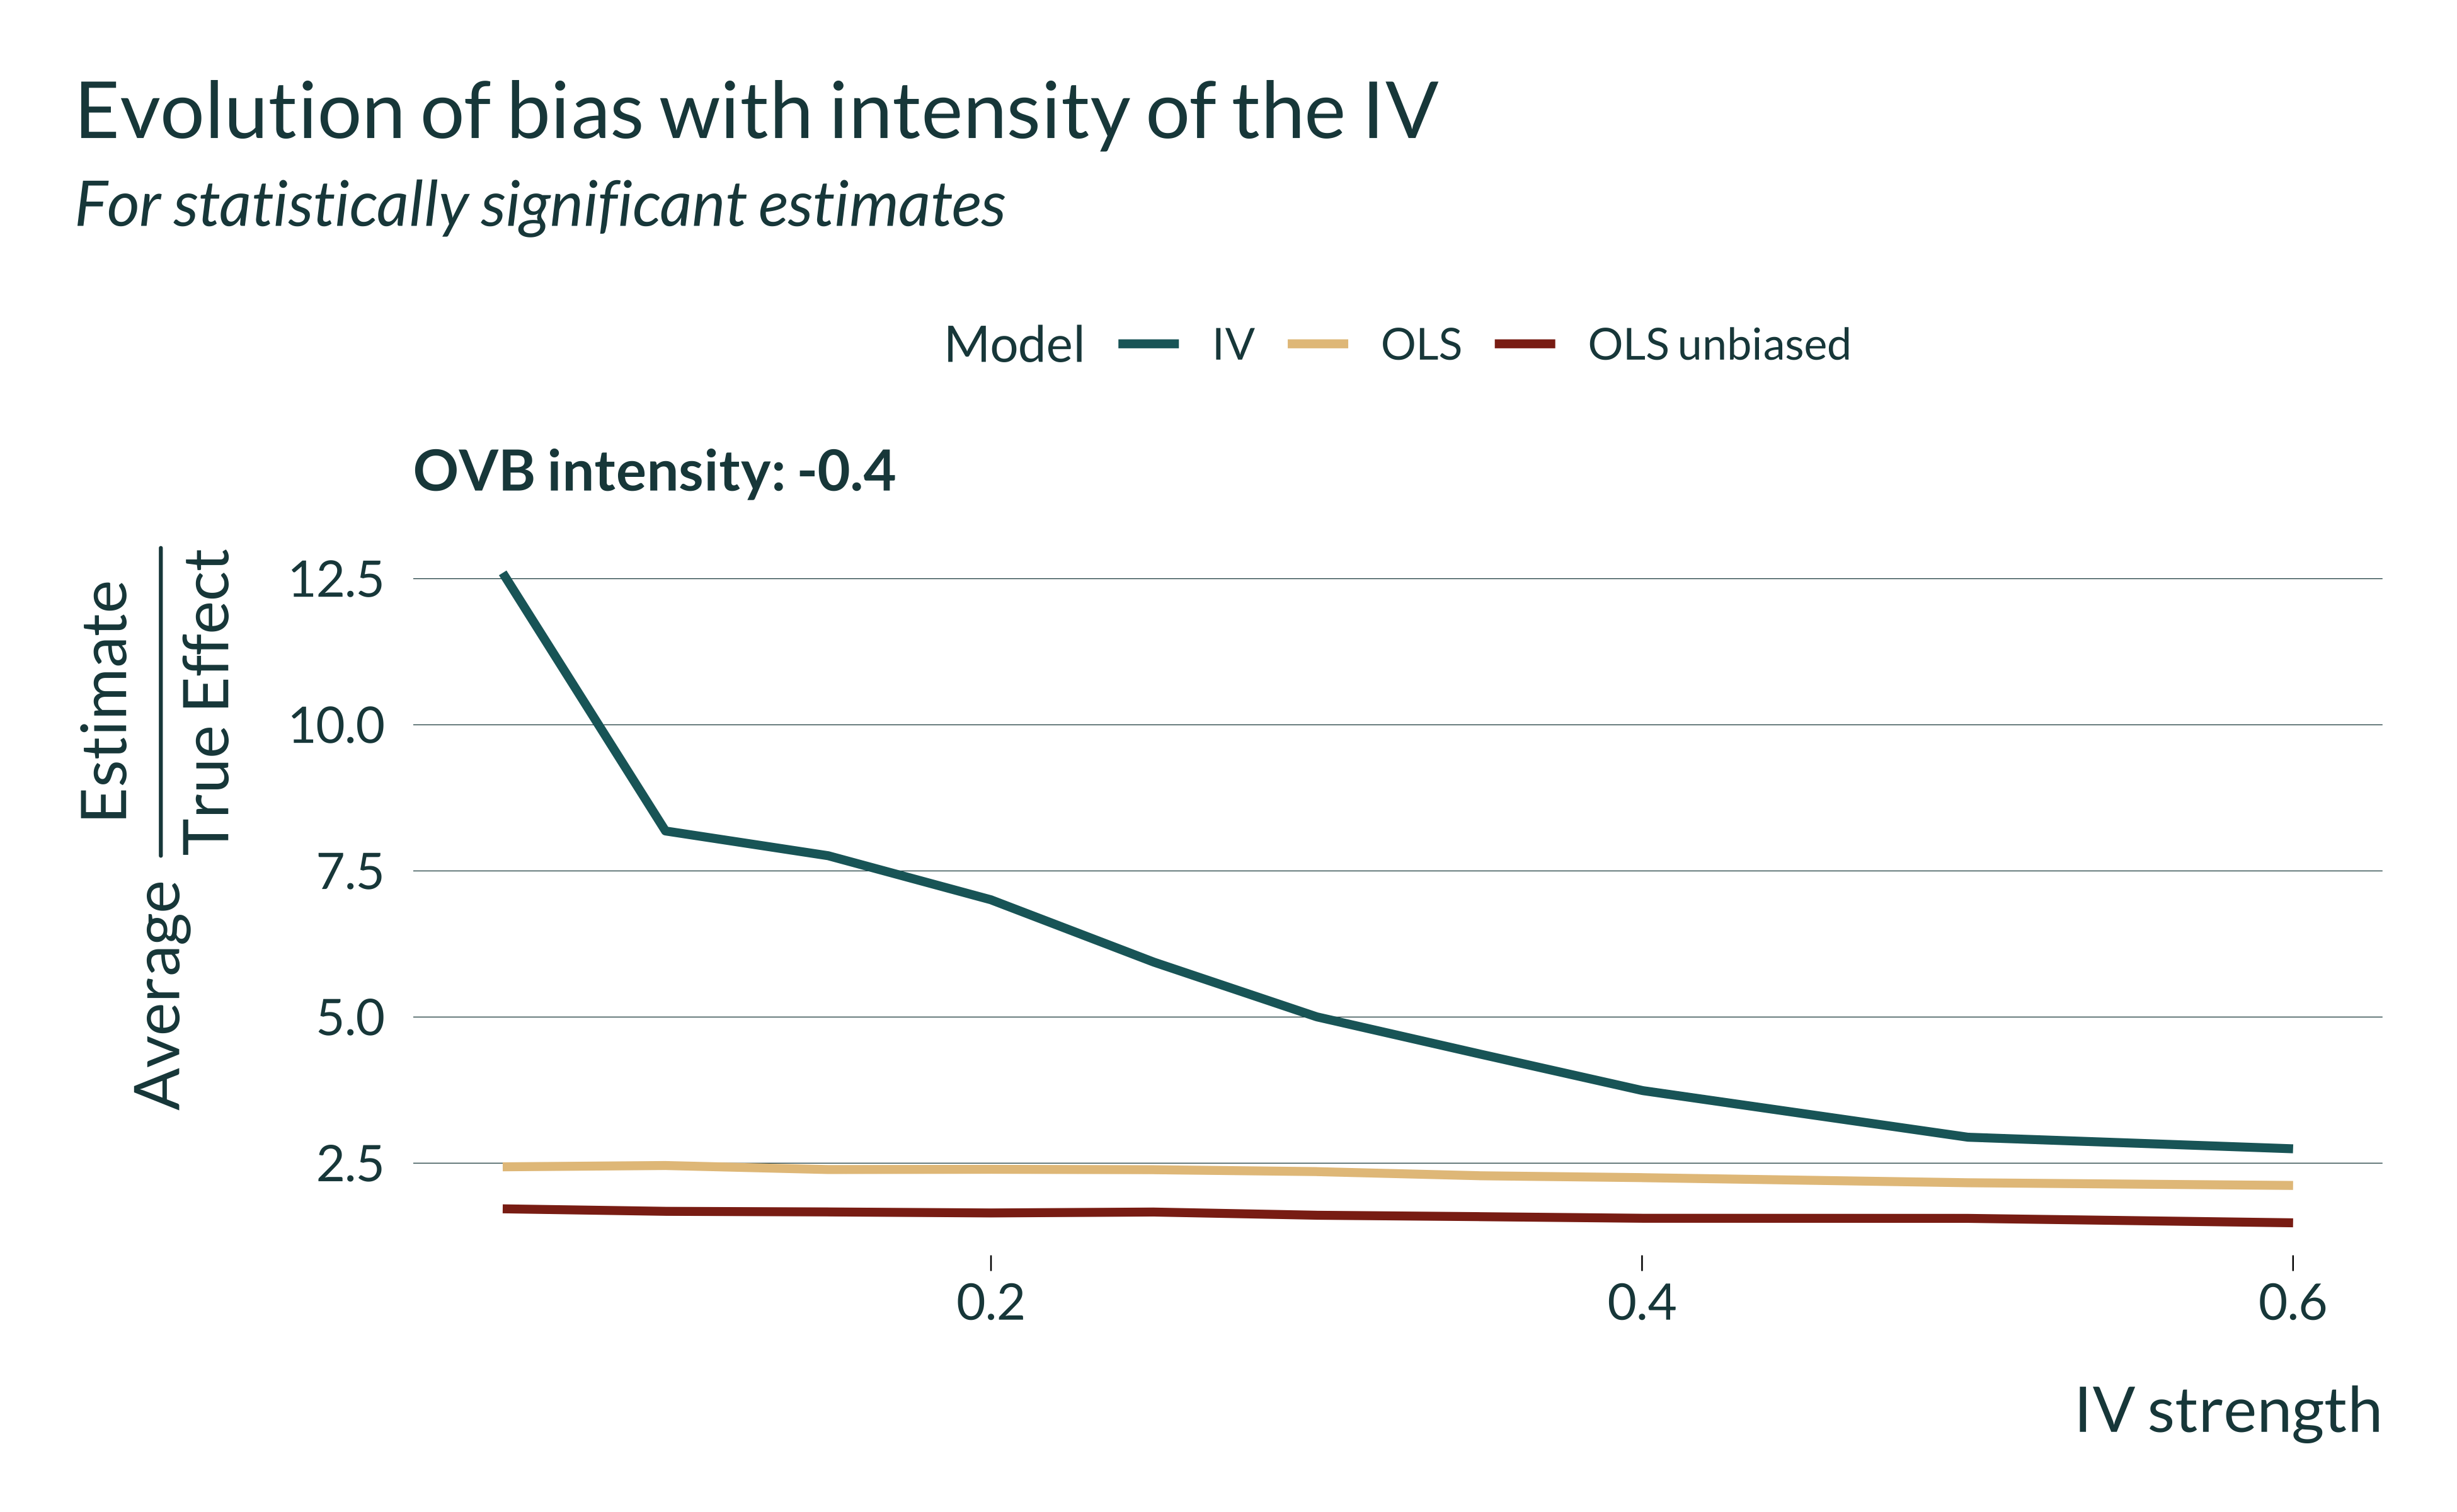 Evolution of bias with intensity of the IV
For statistically significant estimates
Model IV OLS OLS unbiased
OVB intensity: -0.4
Average Estimate
True Effect
12.5
10.0
7.5
5.0
2.5
0.2 0.4 0.6
IV strength